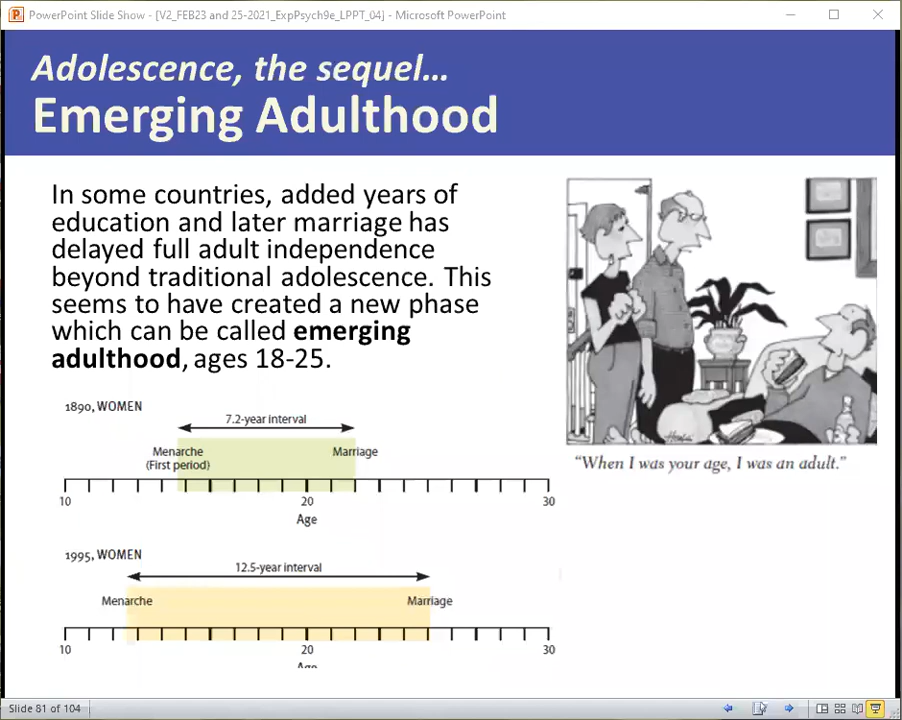 PowerPoint Slide Show - [V2_FEB23 and 25-2021_ExpPsych9e_LPPT_04] - Microsoft PowerPoint
Adolescence, the sequel…
Emerging Adulthood
In some countries, added years of
education and later marriage has
delayed full adult independence
beyond traditional adolescence. This
seems to have created a new phase
which can be called emerging
adulthood, ages 18-25.
"When I was your age, I was an adult."
1890, WOMEN
7.2-year interval
Menarche
(First period)
Marriage
10 20 30
Age
1995, WOMEN
12.5-year interval
Menarche Marriage
10 20 30
Age
Slide 81 of 104